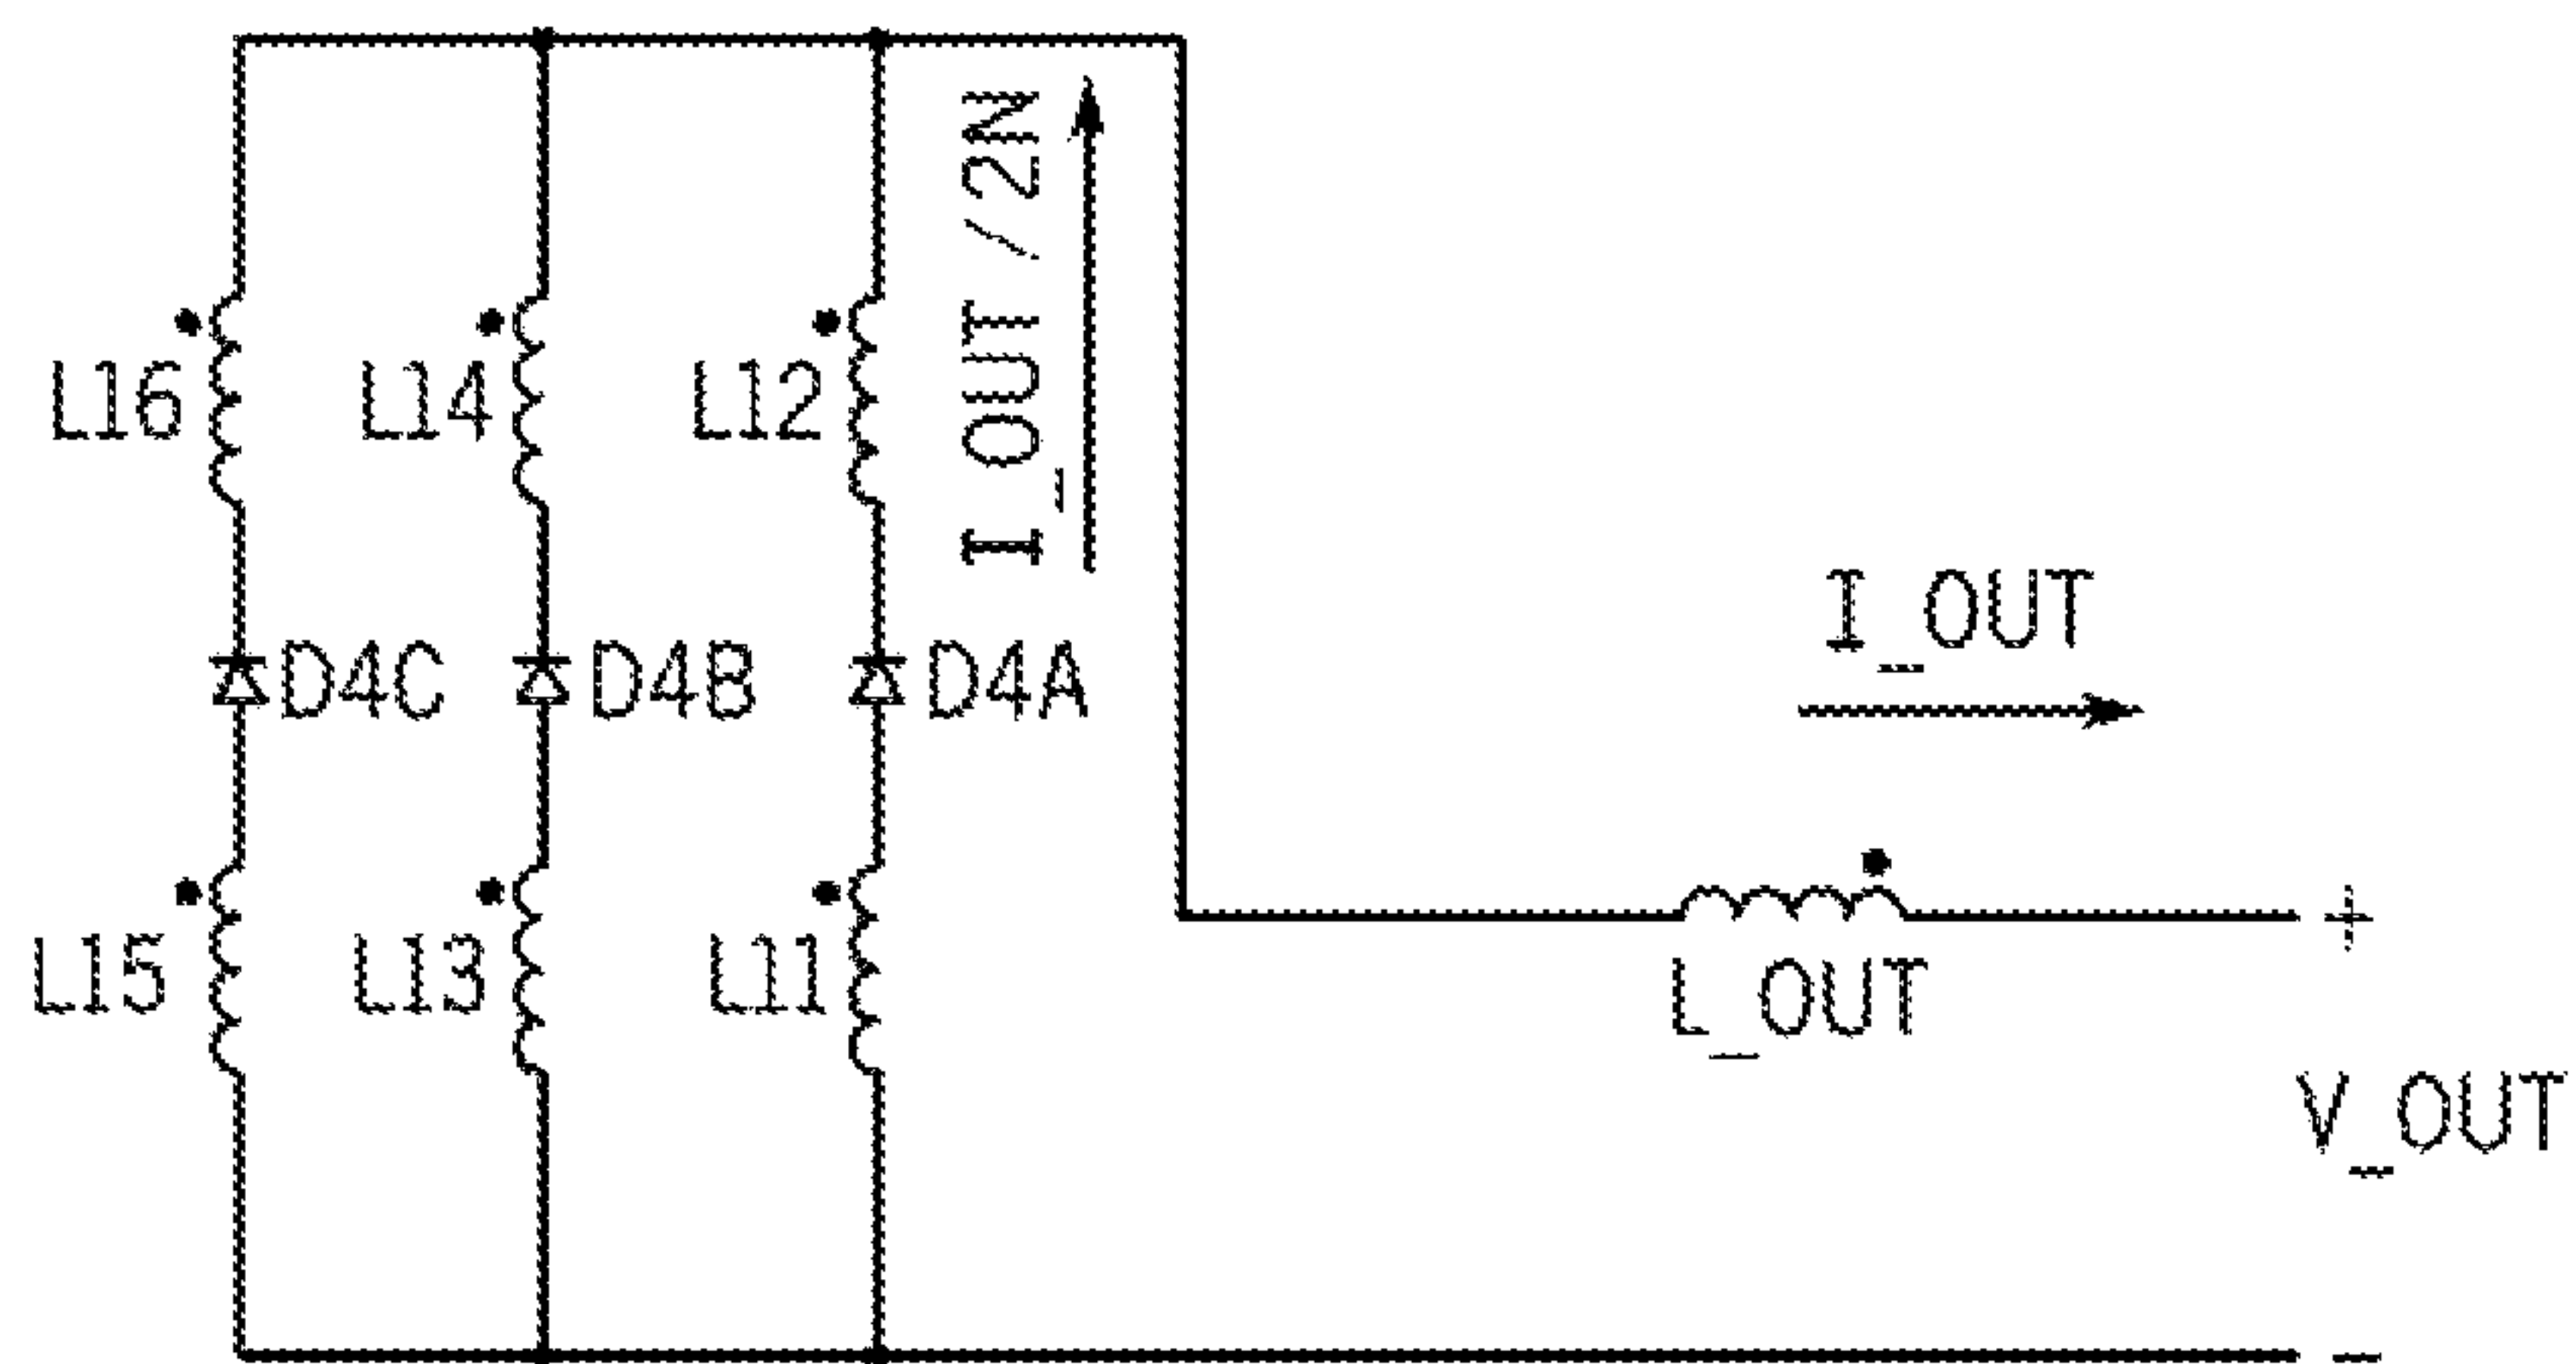 I_OUT/2N
L16
L14
L12
I_OUT
D4C
D4B
D4A
L15
L13
L11
L_OUT
+
V_OUT
−